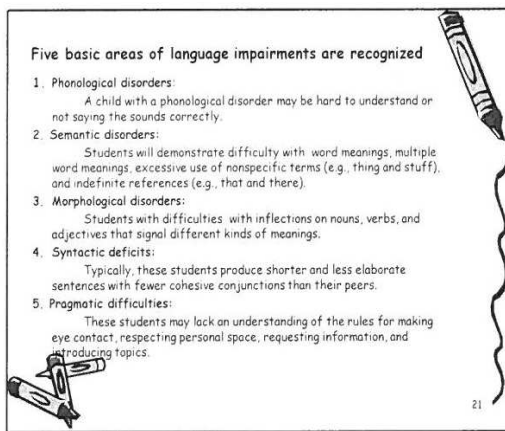 Five basic areas of language impairments are recognized
1. Phonological disorders:
A child with a phonological disorder may be hard to understand or
not saying the sounds correctly.
2. Semantic disorders:
Students will demonstrate difficulty with word meanings, multiple
word meanings, excessive use of nonspecific terms (e.g., thing and stuff),
and indefinite references (e.g., that and there).
3. Morphological disorders:
Students with difficulties with inflections on nouns, verbs, and
adjectives that signal different kinds of meanings.
4. Syntactic deficits:
Typically, these students produce shorter and less elaborate
sentences with fewer cohesive conjunctions than their peers.
5. Pragmatic difficulties:
These students may lack an understanding of the rules for making
eye contact, respecting personal space, requesting information, and
introducing topics.
21